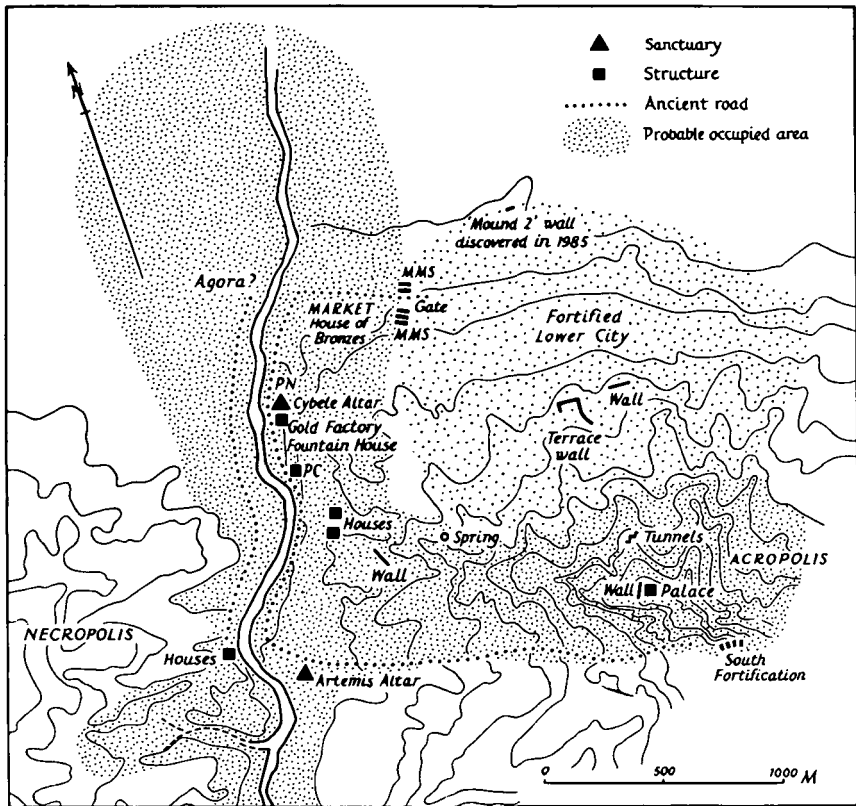 N
Sanctuary
Structure
Ancient road
Probable occupied area
Mound 2' wall
discovered in 1985
MMS
Agora?
MARKET
House of
Bronzes
Gate
MMS
Fortified
Lower City
PN
Cybele Altar
Gold Factory
Fountain House
Wall
Terrace
wall
PC
Houses
Spring
Tunnels
ACROPOLIS
Wall
Wall
Palace
NECROPOLIS
Houses
Artemis Altar
South
Fortification
0 500 1000 M